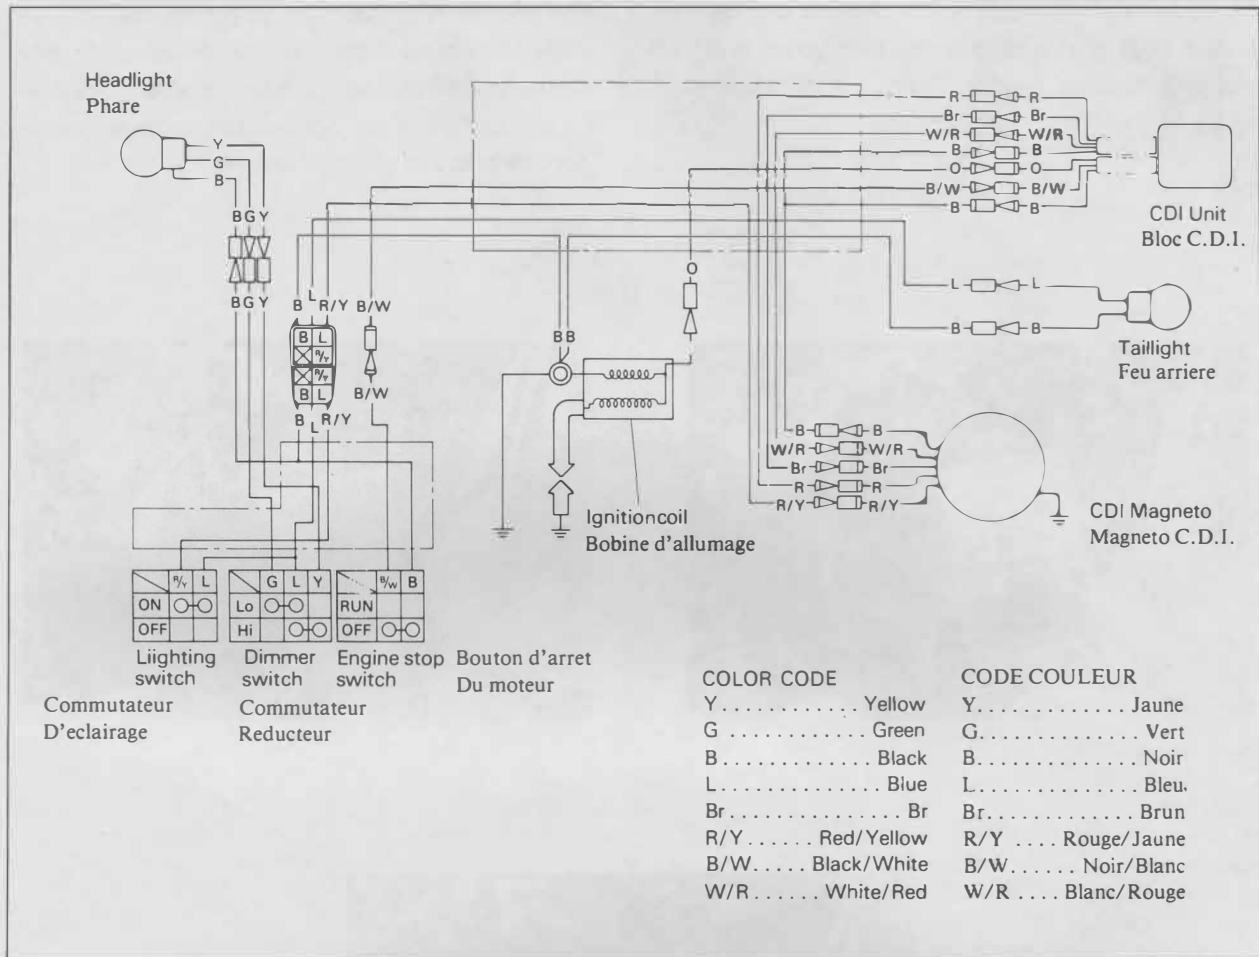 Headlight
Phare
Y
G
B
B G Y
B G Y
B L R/Y B/W
B L
R/Y
R/Y
B L
B/W
B L R/Y
B B
O
R R
Br Br
W/R W/R
B B
O O
B/W B/W
B B
CDI Unit
Bloc C.D.I.
L L
B B
Taillight
Feu arriere
B B
W/R W/R
Br Br
R R
R/Y R/Y
CDI Magneto
Magneto C.D.I.
Ignitioncoil
Bobine d'allumage
R/Y L
ON
OFF
G L Y
Lo
Hi
B/W B
RUN
OFF
Liighting
switch
Commutateur
D'eclairage
Dimmer
switch
Commutateur
Reducteur
Engine stop
switch
Bouton d'arret
Du moteur
COLOR CODE
Y . . . . . . . . . . . . Yellow
G . . . . . . . . . . . . Green
B . . . . . . . . . . . . . Black
L . . . . . . . . . . . . . . Blue
Br . . . . . . . . . . . . . . . Br
R/Y . . . . . Red/Yellow
B/W. . . . . Black/White
W/R . . . . . . White/Red
CODE COULEUR
Y. . . . . . . . . . . . Jaune
G. . . . . . . . . . . . . Vert
B. . . . . . . . . . . . . Noir
L. . . . . . . . . . . . . . Bleu
Br. . . . . . . . . . . . . Brun
R/Y . . . . Rouge/Jaune
B/W. . . . . . Noir/Blanc
W/R . . . . Blanc/Rouge